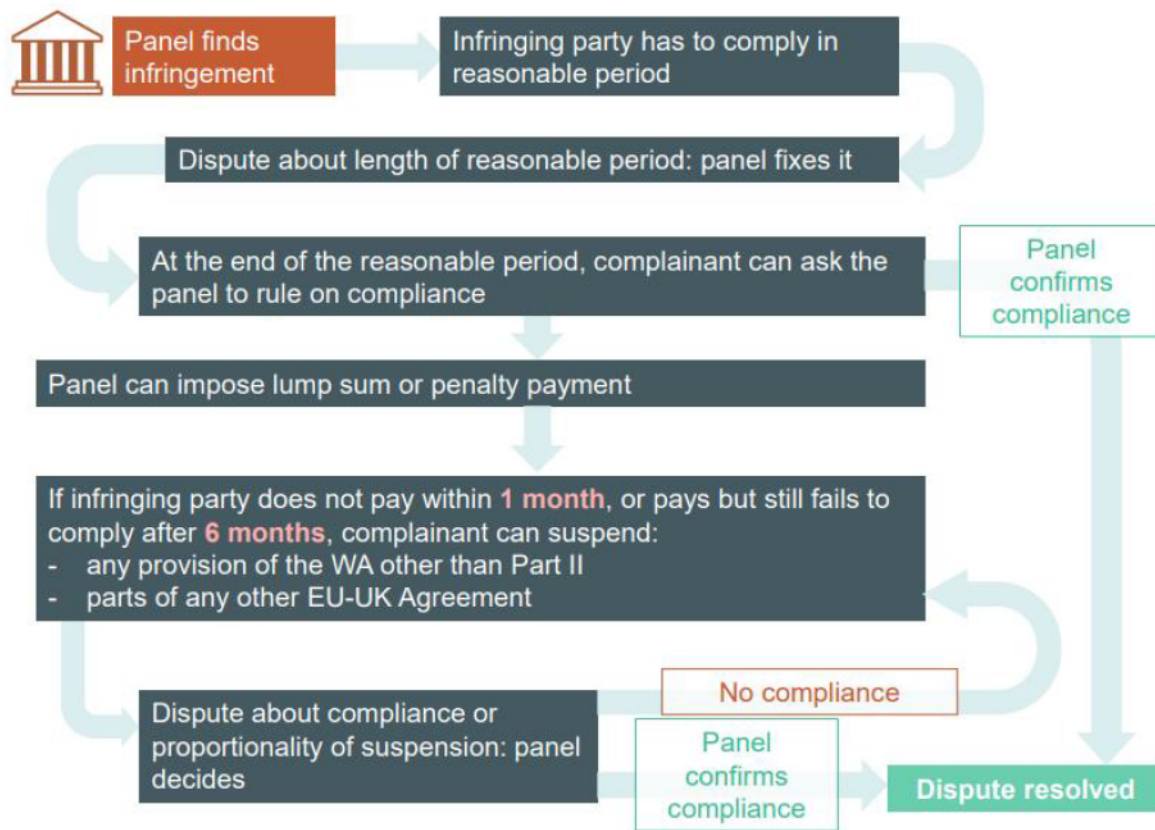 Panel finds
infringement
Infringing party has to comply in
reasonable period
Dispute about length of reasonable period: panel fixes it
At the end of the reasonable period, complainant can ask the
panel to rule on compliance
Panel
confirms
compliance
Panel can impose lump sum or penalty payment
If infringing party does not pay within 1 month, or pays but still fails to
comply after 6 months, complainant can suspend:
- any provision of the WA other than Part II
- parts of any other EU-UK Agreement
Dispute about compliance or
proportionality of suspension: panel
decides
No compliance
Panel
confirms
compliance
Dispute resolved